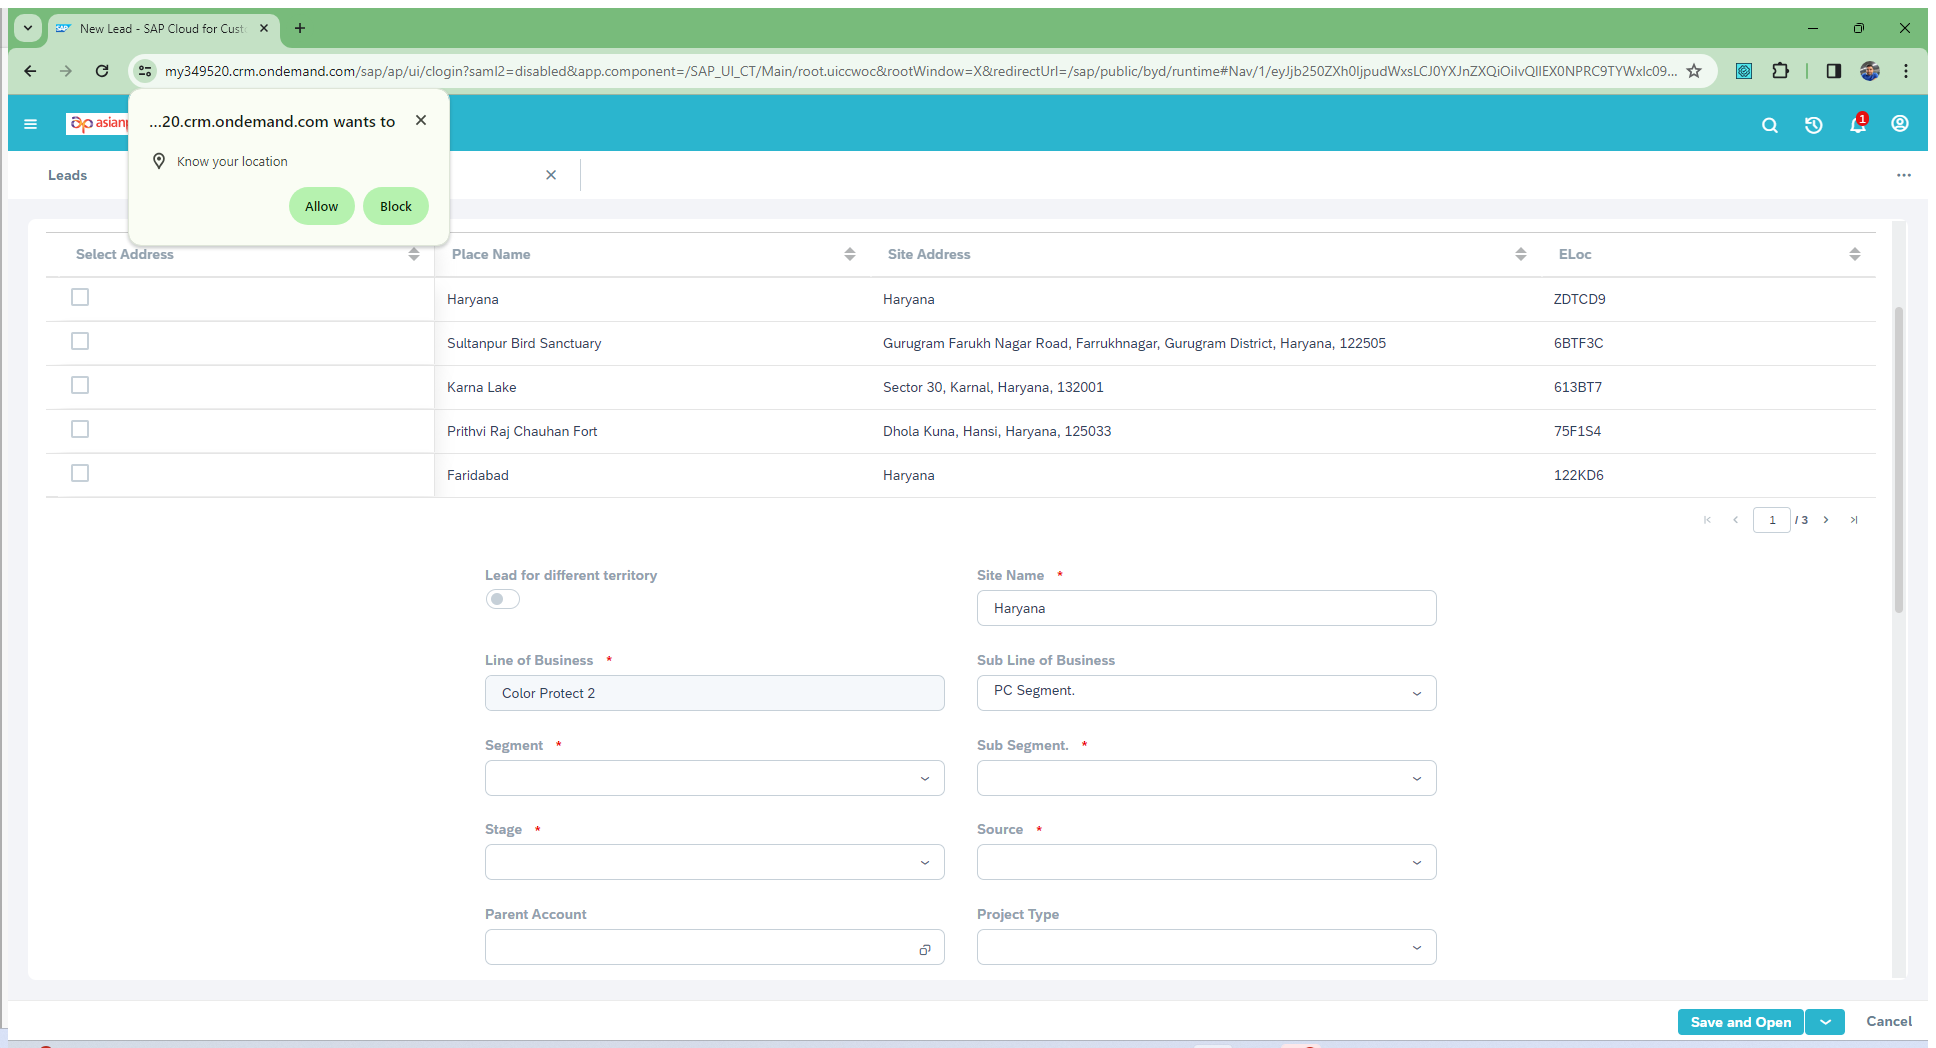 New Lead - SAP Cloud for Cust
my349520.crm.ondemand.com/sap/ap/ui/clogin?saml2=disabled&app.component=/SAP_UI_CT/Main/root.uiccwoc&rootWindow=X&redirectUrl=/sap/public/byd/runtime#Nav/1/eyJjb250ZXh0IjpudWxsLCJ0YXJnZXQiOiIvQllEX0NPRC9TYWxlc09...
asianp
1
...20.crm.ondemand.com wants to
Know your location
Allow Block
Leads
Select Address Place Name Site Address ELoc
Haryana Haryana ZDTCD9
Sultanpur Bird Sanctuary Gurugram Farukh Nagar Road, Farrukhnagar, Gurugram District, Haryana, 122505 6BTF3C
Karna Lake Sector 30, Karnal, Haryana, 132001 613BT7
Prithvi Raj Chauhan Fort Dhola Kuna, Hansi, Haryana, 125033 75F1S4
Faridabad Haryana 122KD6
1 / 3
Lead for different territory Site Name *
Haryana
Line of Business * Sub Line of Business
Color Protect 2 PC Segment.
Segment * Sub Segment. *
Stage * Source *
Parent Account Project Type
Save and Open Cancel